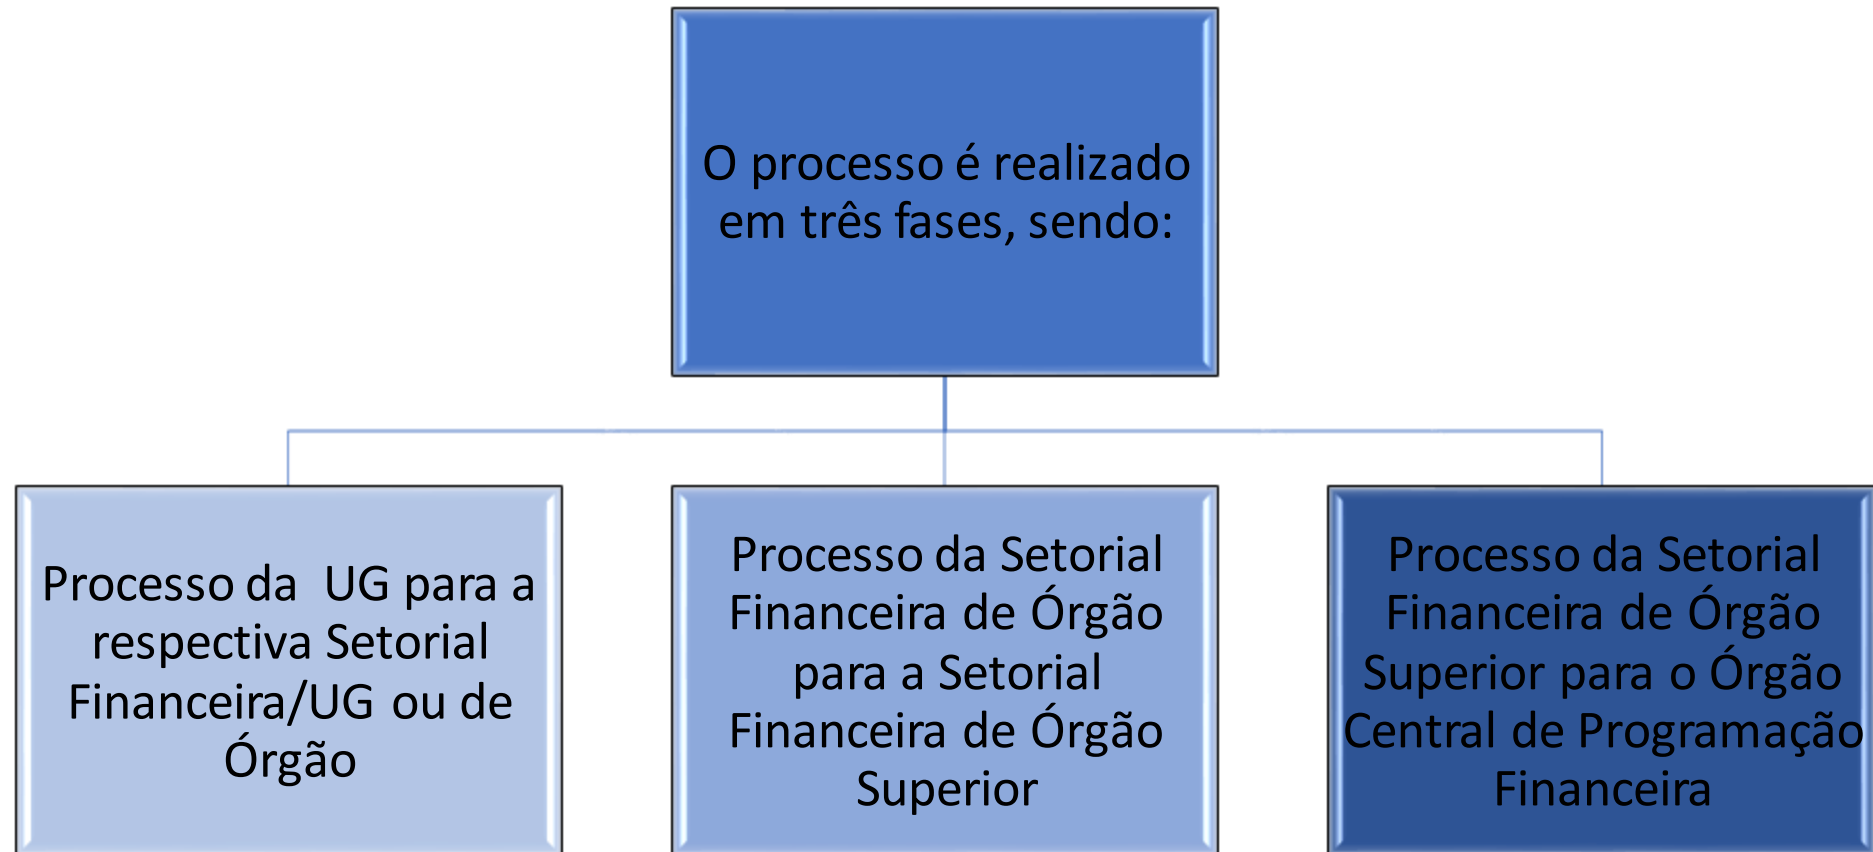 O processo é realizado
em três fases, sendo:
Processo da  UG para a
respectiva Setorial
Financeira/UG ou de
Órgão
Processo da Setorial
Financeira de Órgão
para a Setorial
Financeira de Órgão
Superior
Processo da Setorial
Financeira de Órgão
Superior para o Órgão
Central de Programação
Financeira